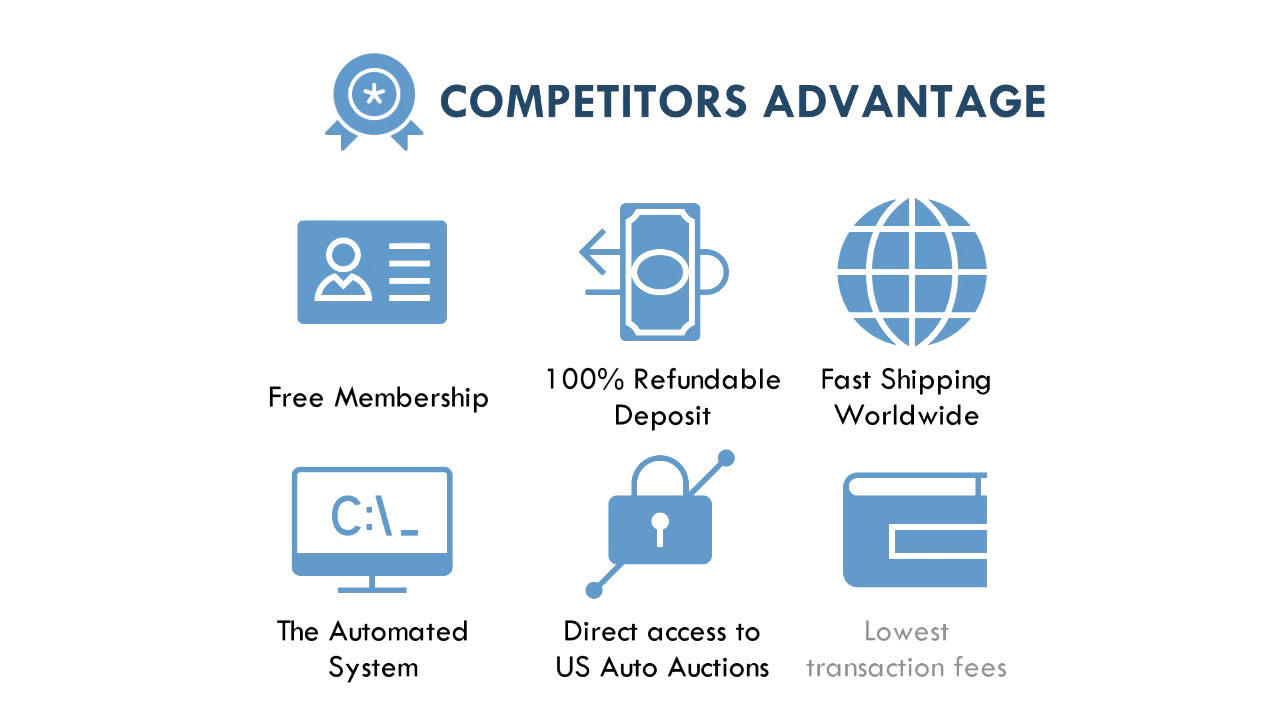 COMPETITORS ADVANTAGE
Free Membership
100% Refundable
Deposit
Fast Shipping
Worldwide
C:\_
The Automated
System
Direct access to
US Auto Auctions
Lowest
transaction fees